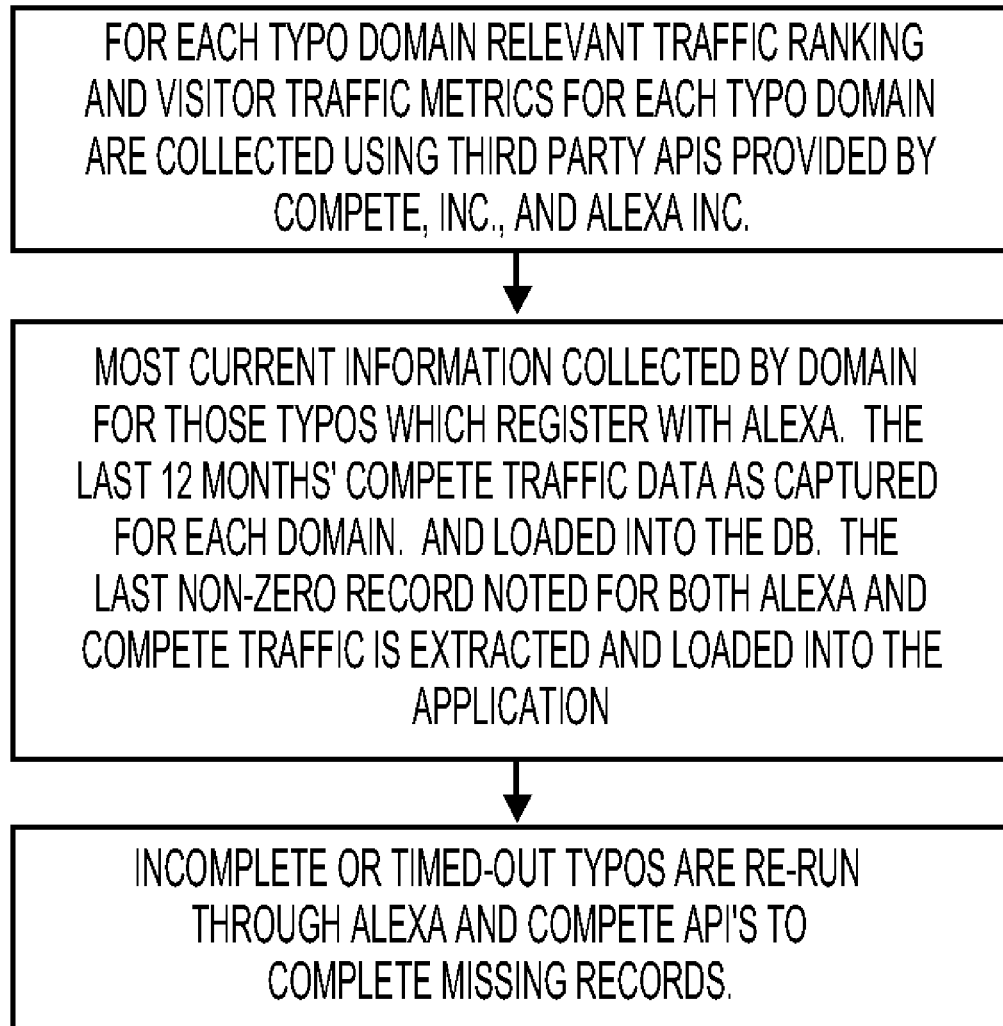 FOR EACH TYPO DOMAIN RELEVANT TRAFFIC RANKING
AND VISITOR TRAFFIC METRICS FOR EACH TYPO DOMAIN
ARE COLLECTED USING THIRD PARTY APIS PROVIDED BY
COMPETE, INC., AND ALEXA INC.
MOST CURRENT INFORMATION COLLECTED BY DOMAIN
FOR THOSE TYPOS WHICH REGISTER WITH ALEXA. THE
LAST 12 MONTHS' COMPETE TRAFFIC DATA AS CAPTURED
FOR EACH DOMAIN. AND LOADED INTO THE DB. THE
LAST NON-ZERO RECORD NOTED FOR BOTH ALEXA AND
COMPETE TRAFFIC IS EXTRACTED AND LOADED INTO THE
APPLICATION
INCOMPLETE OR TIMED-OUT TYPOS ARE RE-RUN
THROUGH ALEXA AND COMPETE API'S TO
COMPLETE MISSING RECORDS.